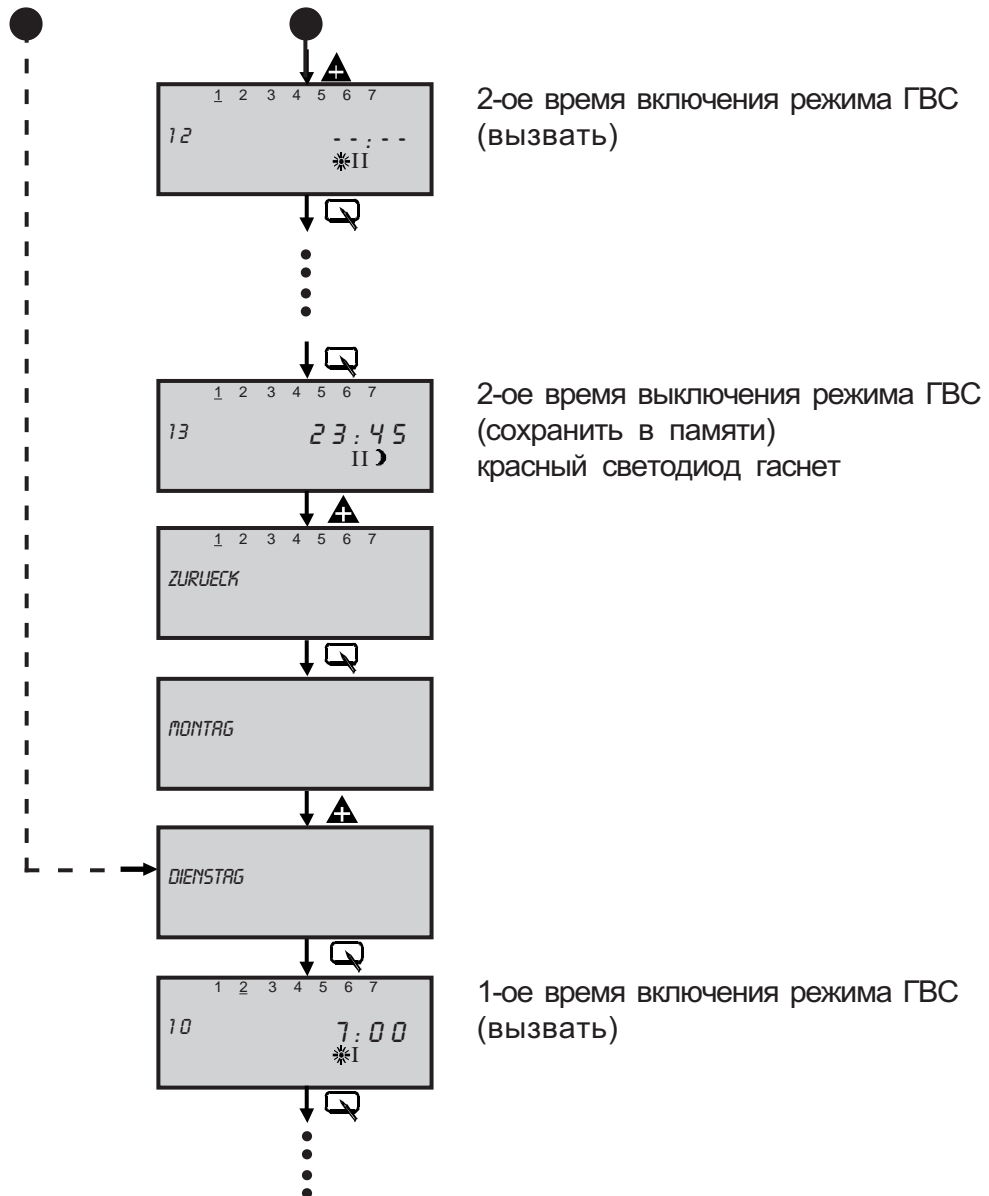 1 2 3 4 5 6 7
12 --:--
II
2-ое время включения режима ГВС
(вызвать)
1 2 3 4 5 6 7
13 23:45
II
2-ое время выключения режима ГВС
(сохранить в памяти)
красный светодиод гаснет
1 2 3 4 5 6 7
ZURUECK
MONTAG
DIENSTAG
1 2 3 4 5 6 7
10 7:00
I
1-ое время включения режима ГВС
(вызвать)